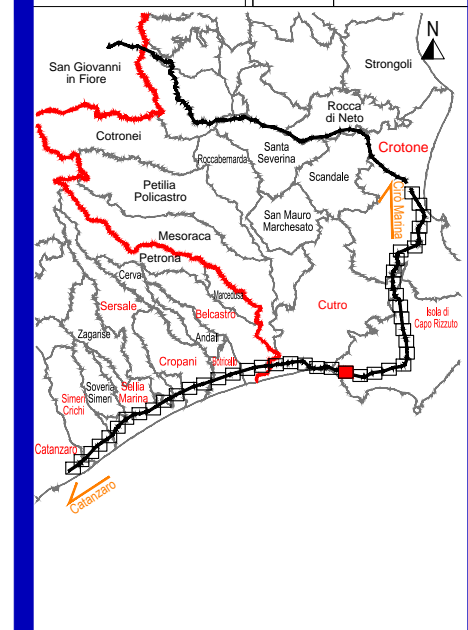 N
San Giovanni
in Fiore
Strongoli
Rocca
di Neto
Cotronei
Crotone
Santa
Severina
Roccabernarda
Scandale
Petilia
Policastro
Cirò Marina
San Mauro
Marchesato
Mesoraca
Petrona
Cerva
Marcedusa
Sersale
Belcastro
Cutro
Isola di
Capo Rizzuto
Zagarise
Andali
Cropani
Botricello
Soveria
Simeri
Sellia
Marina
Simeri
Crichi
Catanzaro
Catanzaro